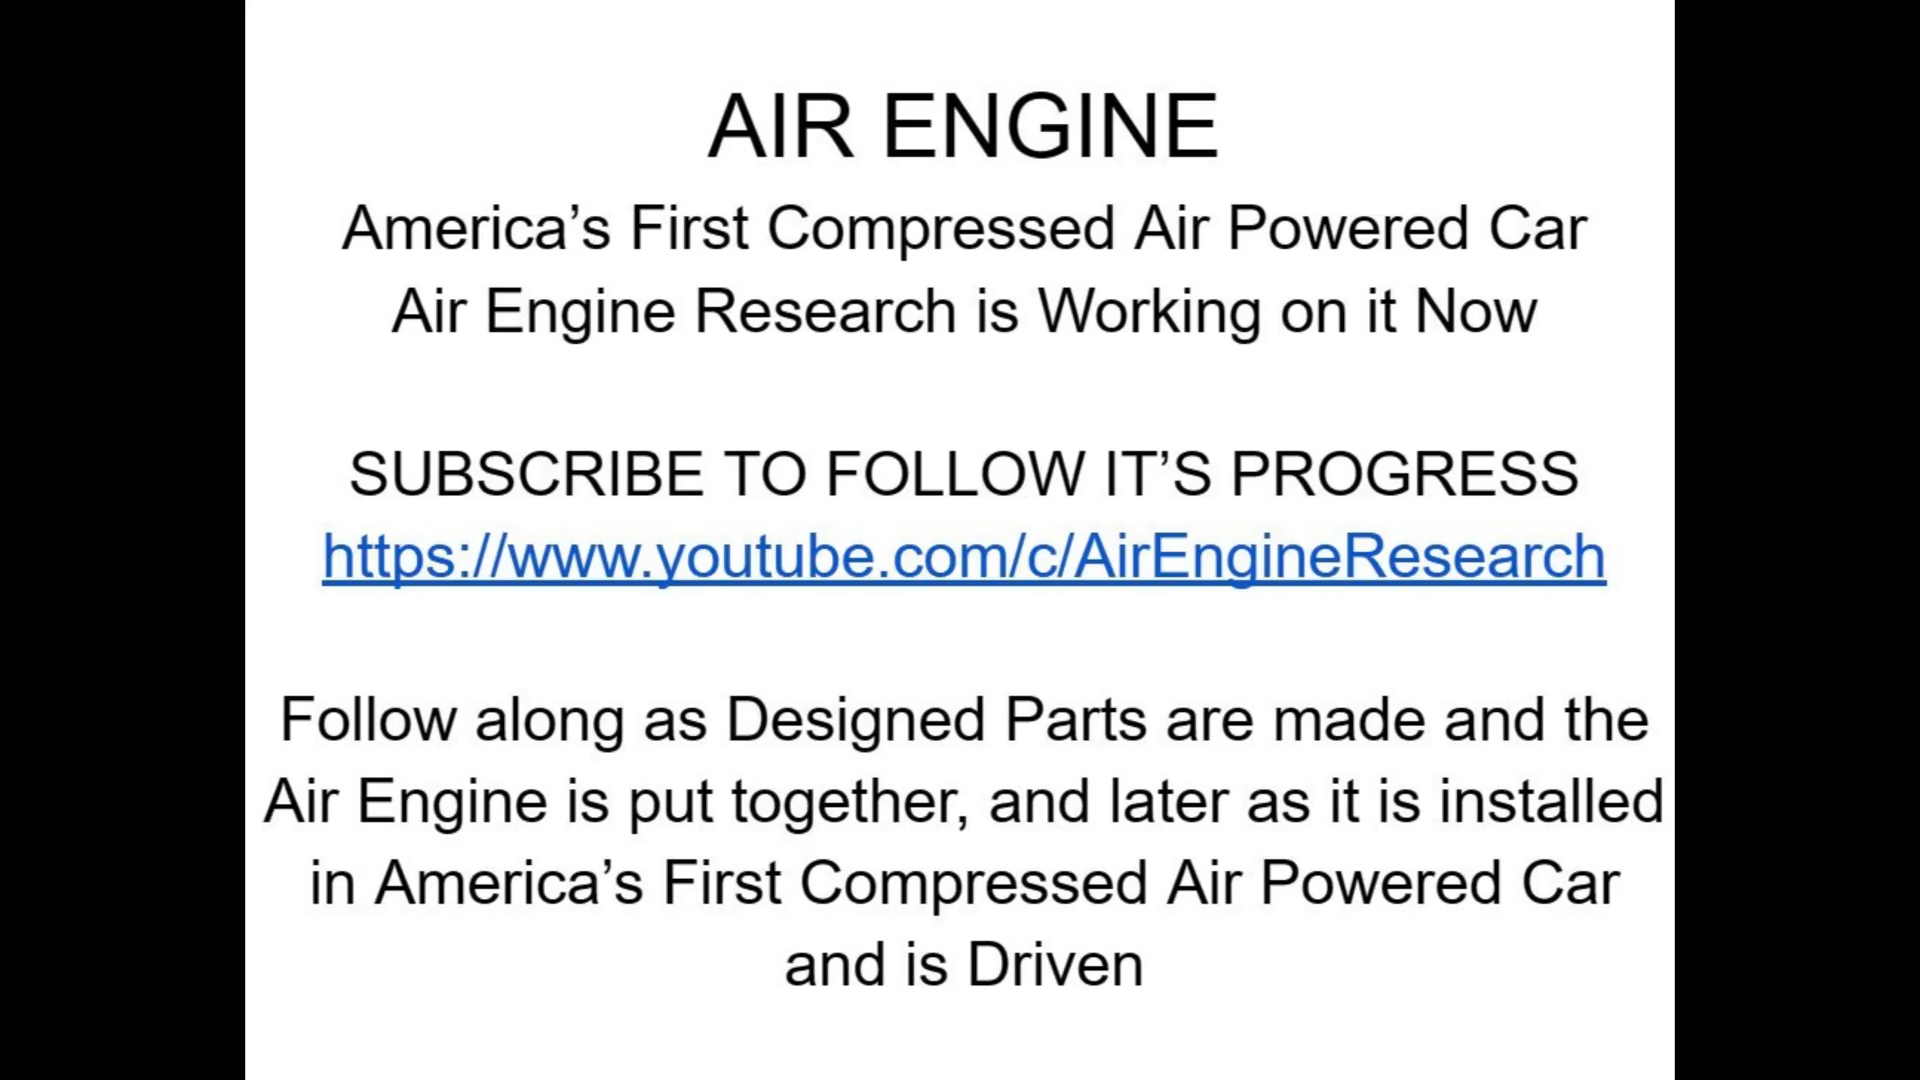 AIR ENGINE
America’s First Compressed Air Powered Car
Air Engine Research is Working on it Now
SUBSCRIBE TO FOLLOW IT’S PROGRESS
https://www.youtube.com/c/AirEngineResearch
Follow along as Designed Parts are made and the
Air Engine is put together, and later as it is installed
in America’s First Compressed Air Powered Car
and is Driven